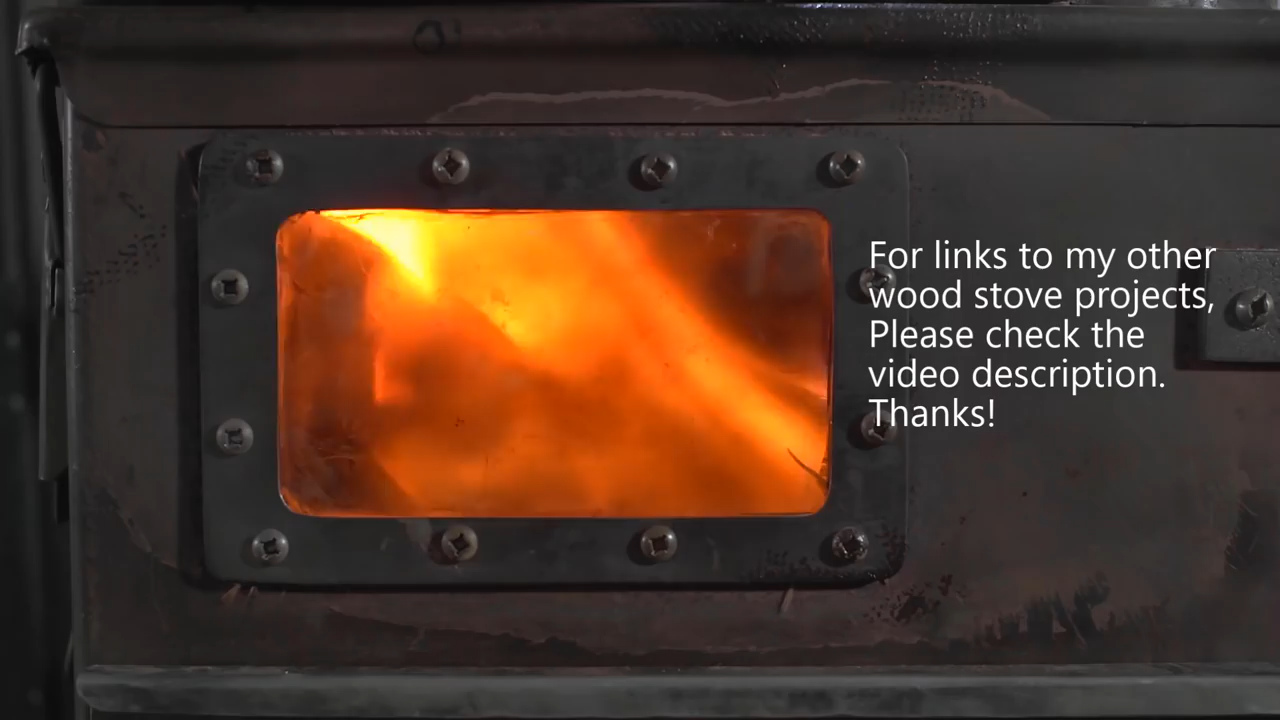 For links to my other
wood stove projects,
Please check the
video description.
Thanks!